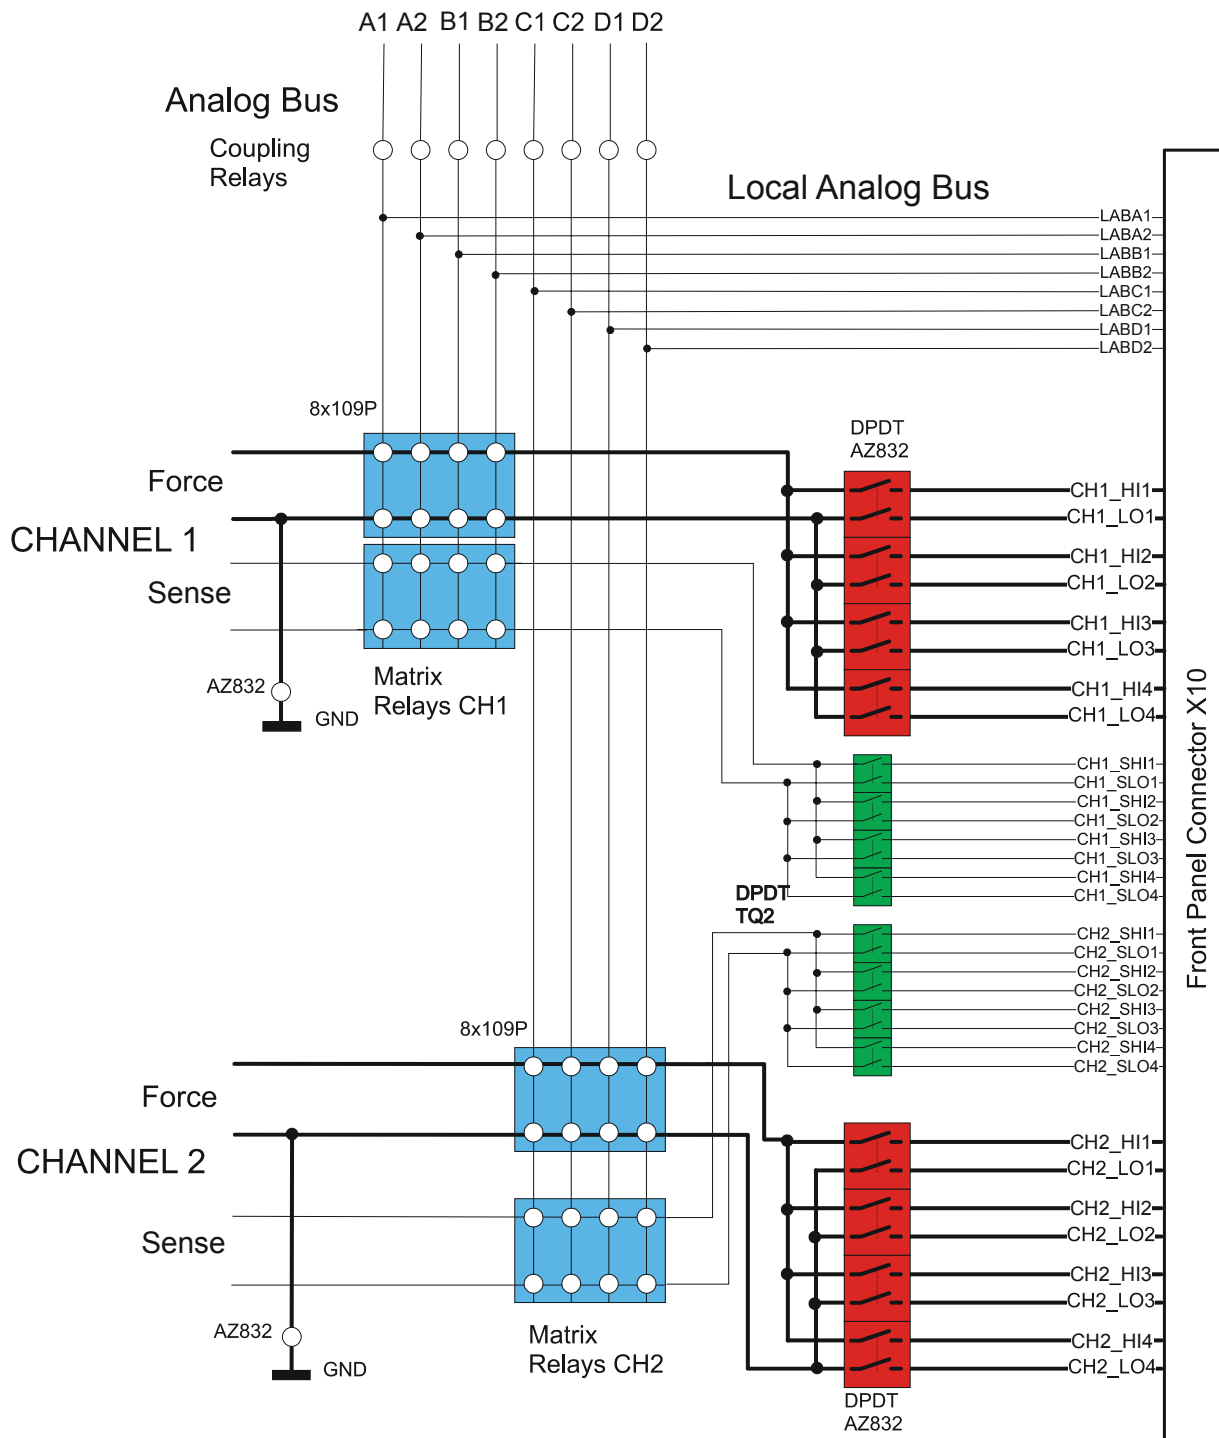 A1 A2 B1 B2 C1 C2 D1 D2
Analog Bus
Coupling
Relays
Local Analog Bus
LABA1
LABA2
LABB1
LABB2
LABC1
LABC2
LABD1
LABD2
8x109P
DPDT
AZ832
Force
CHANNEL 1
Sense
CH1_HI1
CH1_LO1
CH1_HI2
CH1_LO2
CH1_HI3
CH1_LO3
CH1_HI4
CH1_LO4
AZ832
GND
Matrix
Relays CH1
Front Panel Connector X10
CH1_SHI1
CH1_SLO1
CH1_SHI2
CH1_SLO2
CH1_SHI3
CH1_SLO3
CH1_SHI4
CH1_SLO4
DPDT
TQ2
CH2_SHI1
CH2_SLO1
CH2_SHI2
CH2_SLO2
CH2_SHI3
CH2_SLO3
CH2_SHI4
CH2_SLO4
8x109P
Force
CHANNEL 2
Sense
CH2_HI1
CH2_LO1
CH2_HI2
CH2_LO2
CH2_HI3
CH2_LO3
CH2_HI4
CH2_LO4
AZ832
GND
Matrix
Relays CH2
DPDT
AZ832